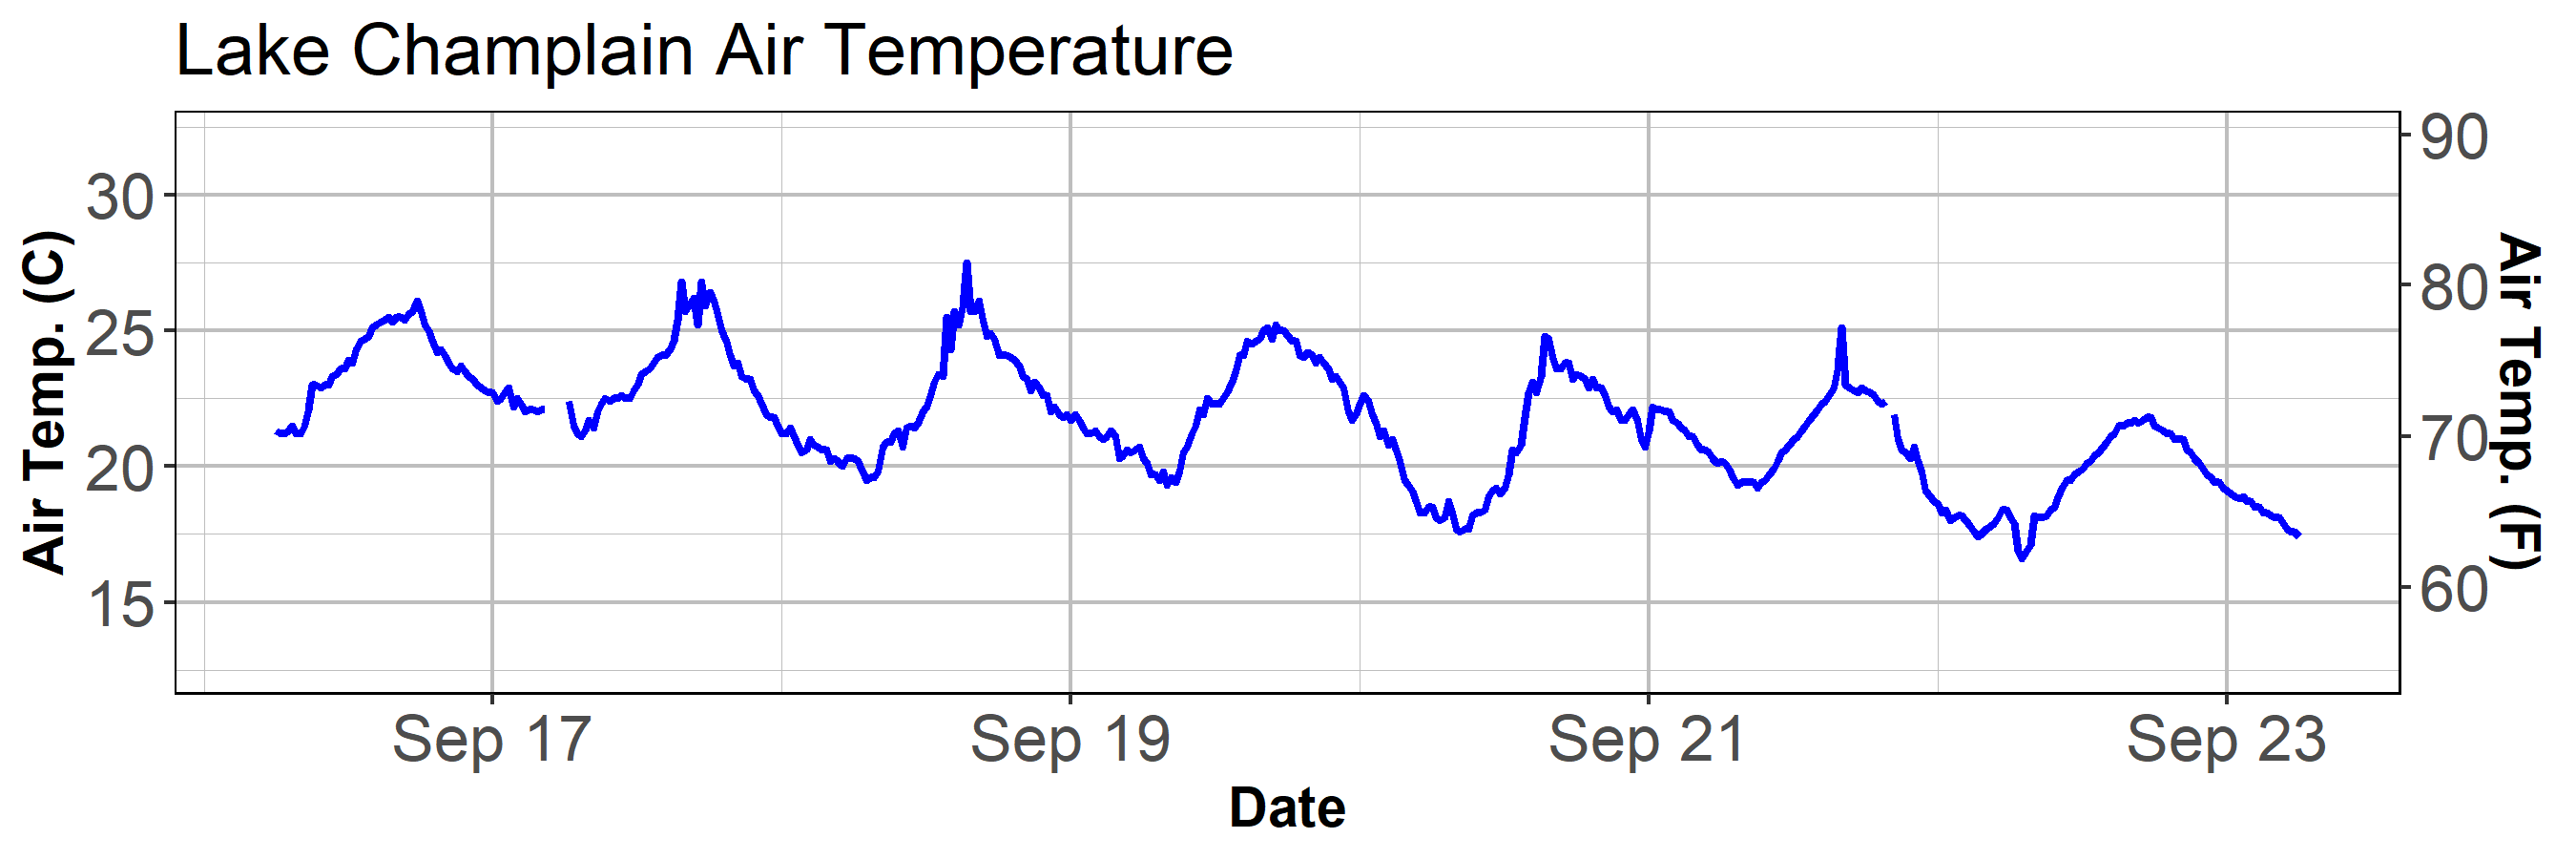 Lake Champlain Air Temperature
Air Temp. (C)
30
25
20
15
90
80
70
60
Air Temp. (F)
Sep 17 Sep 19 Sep 21 Sep 23
Date